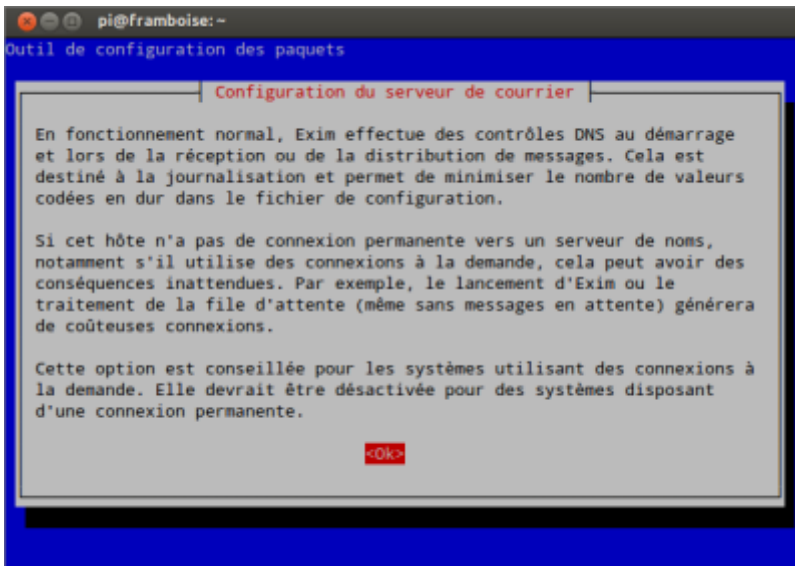 pi@framboise: ~
Outil de configuration des paquets
Configuration du serveur de courrier
En fonctionnement normal, Exim effectue des contrôles DNS au démarrage
et lors de la réception ou de la distribution de messages. Cela est
destiné à la journalisation et permet de minimiser le nombre de valeurs
codées en dur dans le fichier de configuration.
Si cet hôte n'a pas de connexion permanente vers un serveur de noms,
notamment s'il utilise des connexions à la demande, cela peut avoir des
conséquences inattendues. Par exemple, le lancement d'Exim ou le
traitement de la file d'attente (même sans messages en attente) générera
de coûteuses connexions.
Cette option est conseillée pour les systèmes utilisant des connexions à
la demande. Elle devrait être désactivée pour des systèmes disposant
d'une connexion permanente.
<Ok>